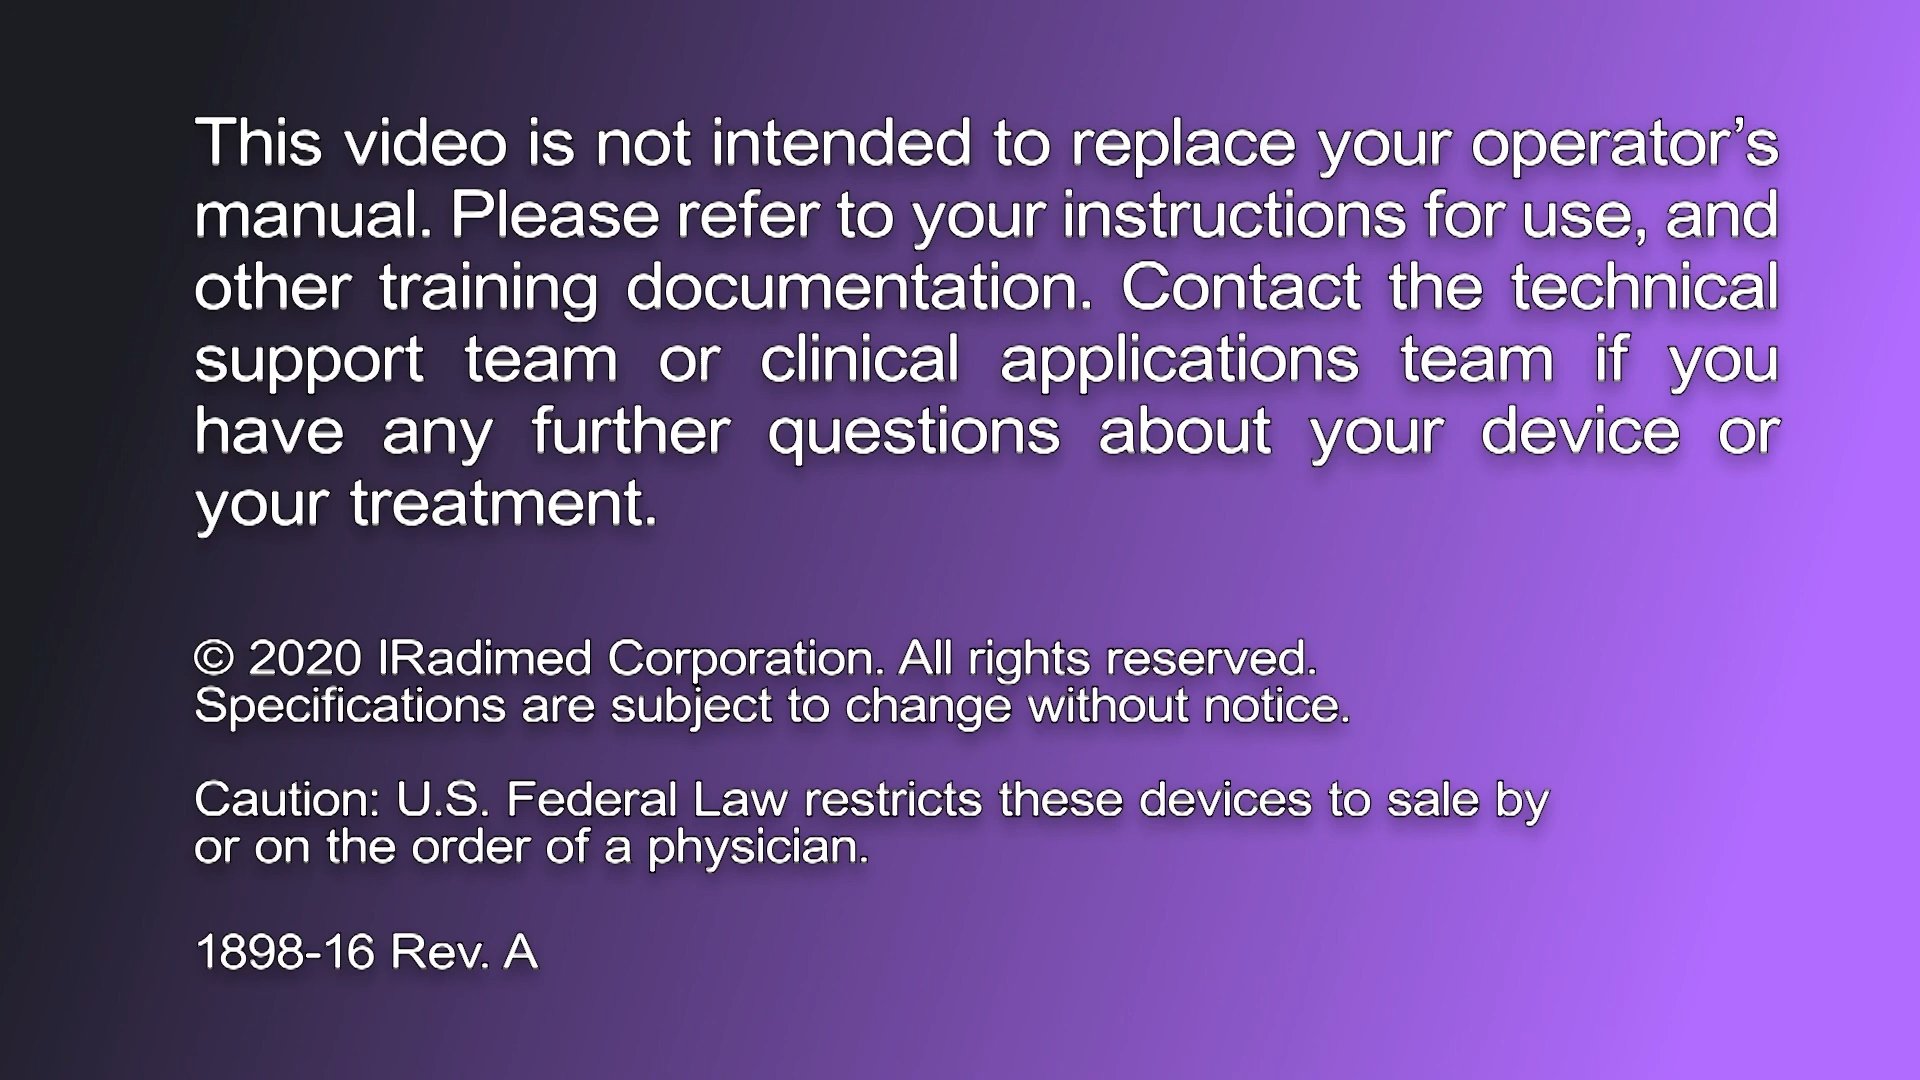 This video is not intended to replace your operator’s
manual. Please refer to your instructions for use, and
other training documentation. Contact the technical
support team or clinical applications team if you
have any further questions about your device or
your treatment.
© 2020 IRadimed Corporation. All rights reserved.
Specifications are subject to change without notice.
Caution: U.S. Federal Law restricts these devices to sale by
or on the order of a physician.
1898-16 Rev. A